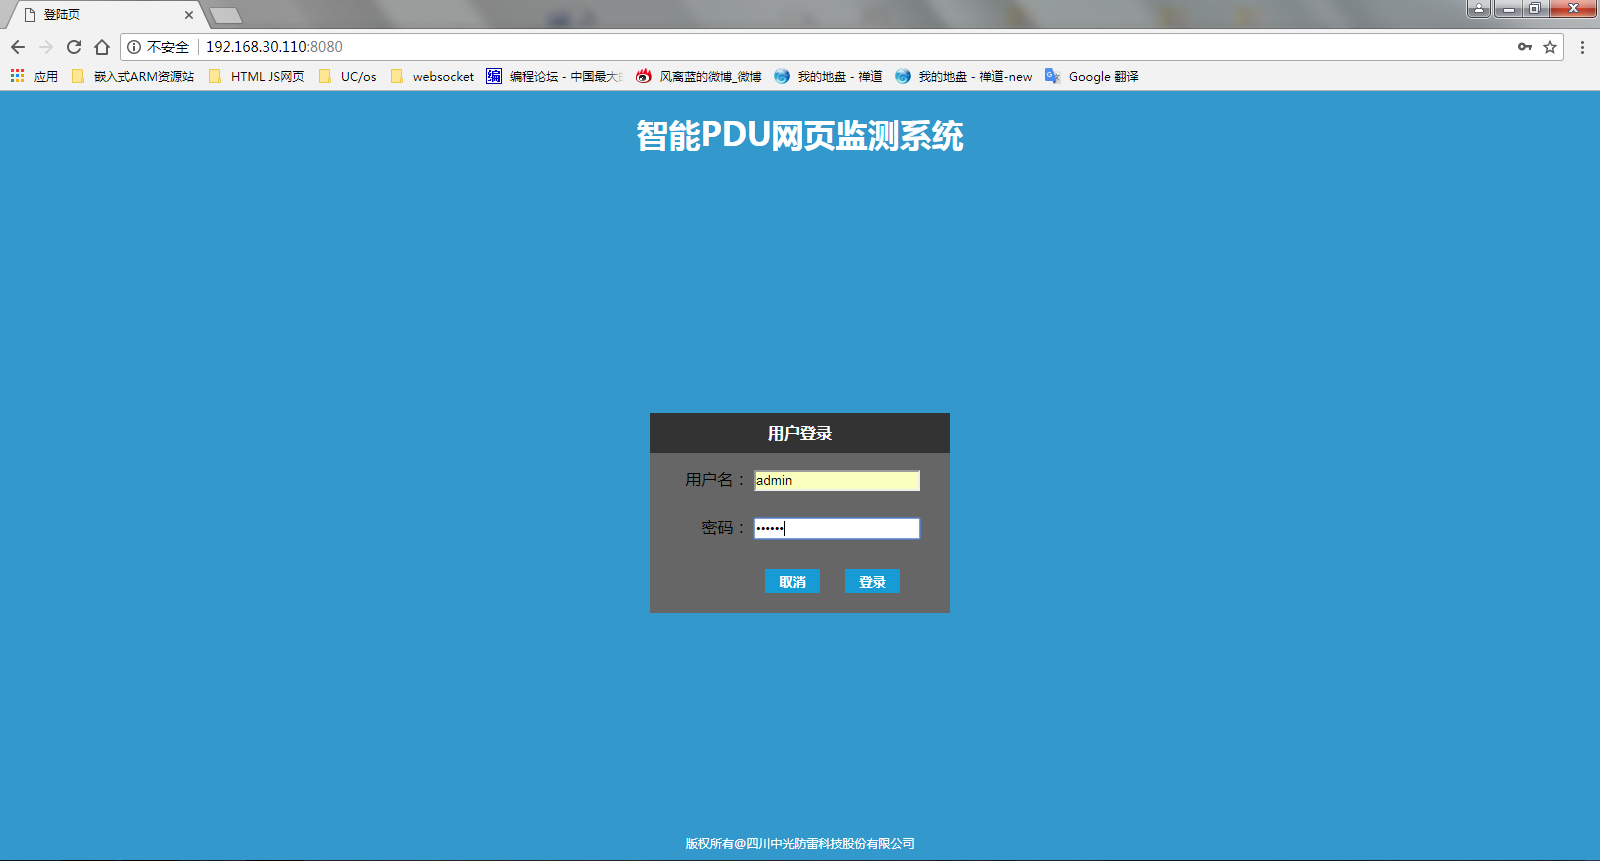 登陆页
不安全 192.168.30.110:8080
应用 嵌入式ARM资源站 HTML JS网页 UC/os websocket 编 编程论坛 - 中国最大 风离蓝的微博_微博 我的地盘 - 禅道 我的地盘 - 禅道-new Google 翻译
智能PDU网页监测系统
用户登录
用户名： admin
密码： ••••••
取消 登录
版权所有@四川中光防雷科技股份有限公司